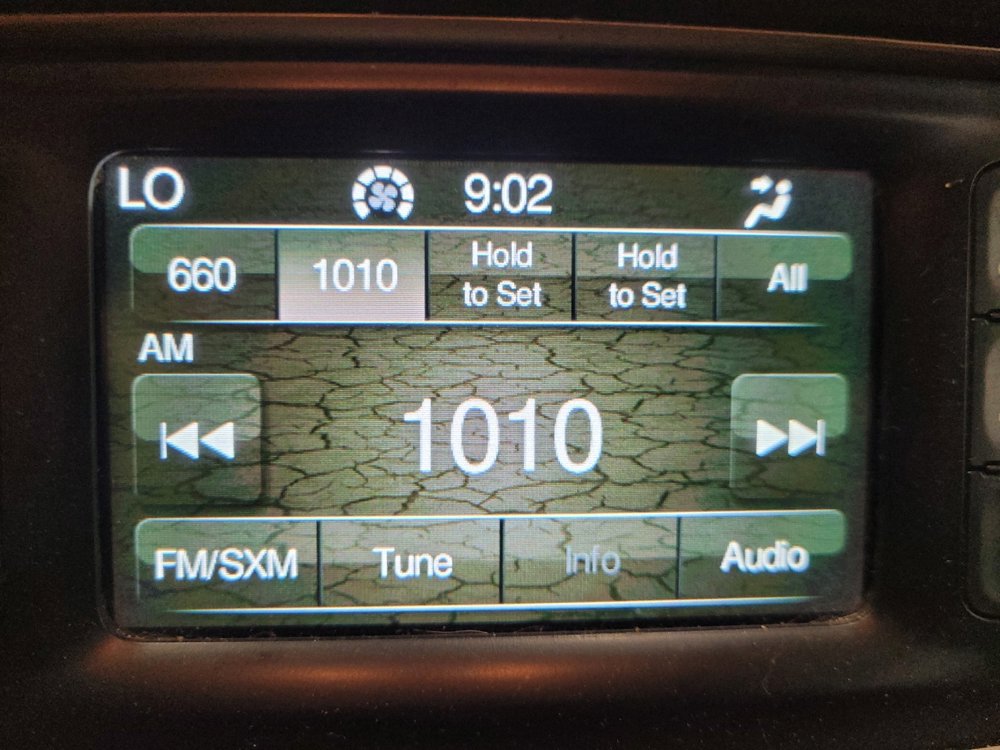 LO 9:02
660 1010 Hold to Set Hold to Set All
AM
1010
FM/SXM Tune Info Audio